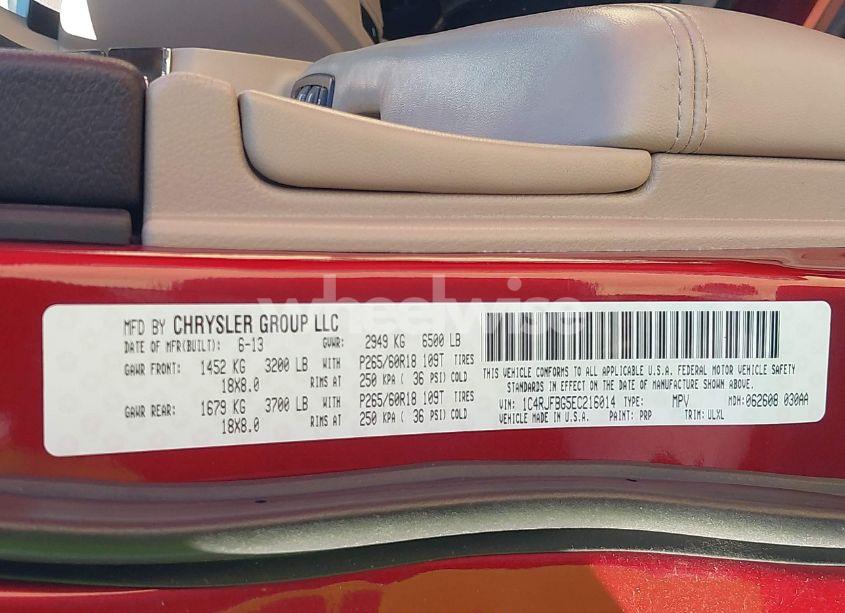 wheelwise
MFD BY CHRYSLER GROUP LLC
DATE OF MFR(BUILT): 6-13 GVWR: 2949 KG 6500 LB
GAWR FRONT: 1452 KG 3200 LB WITH P265/60R18 109T TIRES
18X8.0 RIMS AT 250 KPA ( 36 PSI) COLD
GAWR REAR: 1679 KG 3700 LB WITH P265/60R18 109T TIRES
18X8.0 RIMS AT 250 KPA ( 36 PSI) COLD
THIS VEHICLE CONFORMS TO ALL APPLICABLE U.S.A. FEDERAL MOTOR VEHICLE SAFETY
STANDARDS IN EFFECT ON THE DATE OF MANUFACTURE SHOWN ABOVE.
VIN: 1C4RJFBG5EC216014 TYPE: MPV MDH: 062608 030AA
VEHICLE MADE IN U.S.A. PAINT: PRP TRIM: ULXL